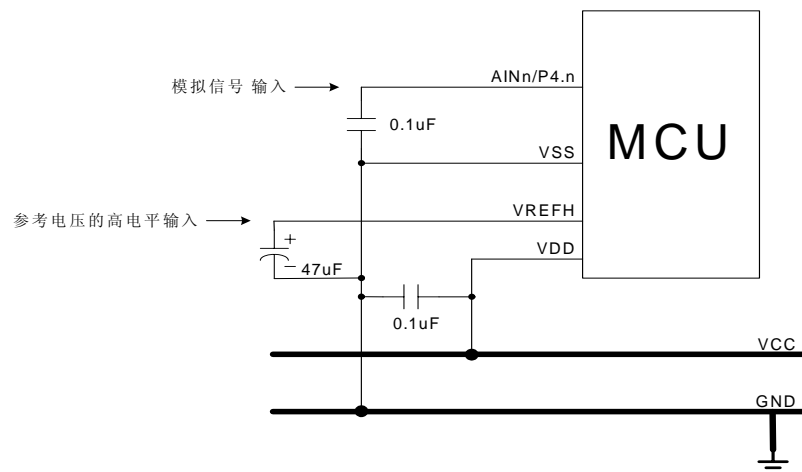 AINn/P4.n
模拟信号 输入
0.1uF
MCU
VSS
VREFH
参考电压的高电平输入
+
VDD
−
47uF
0.1uF
VCC
GND